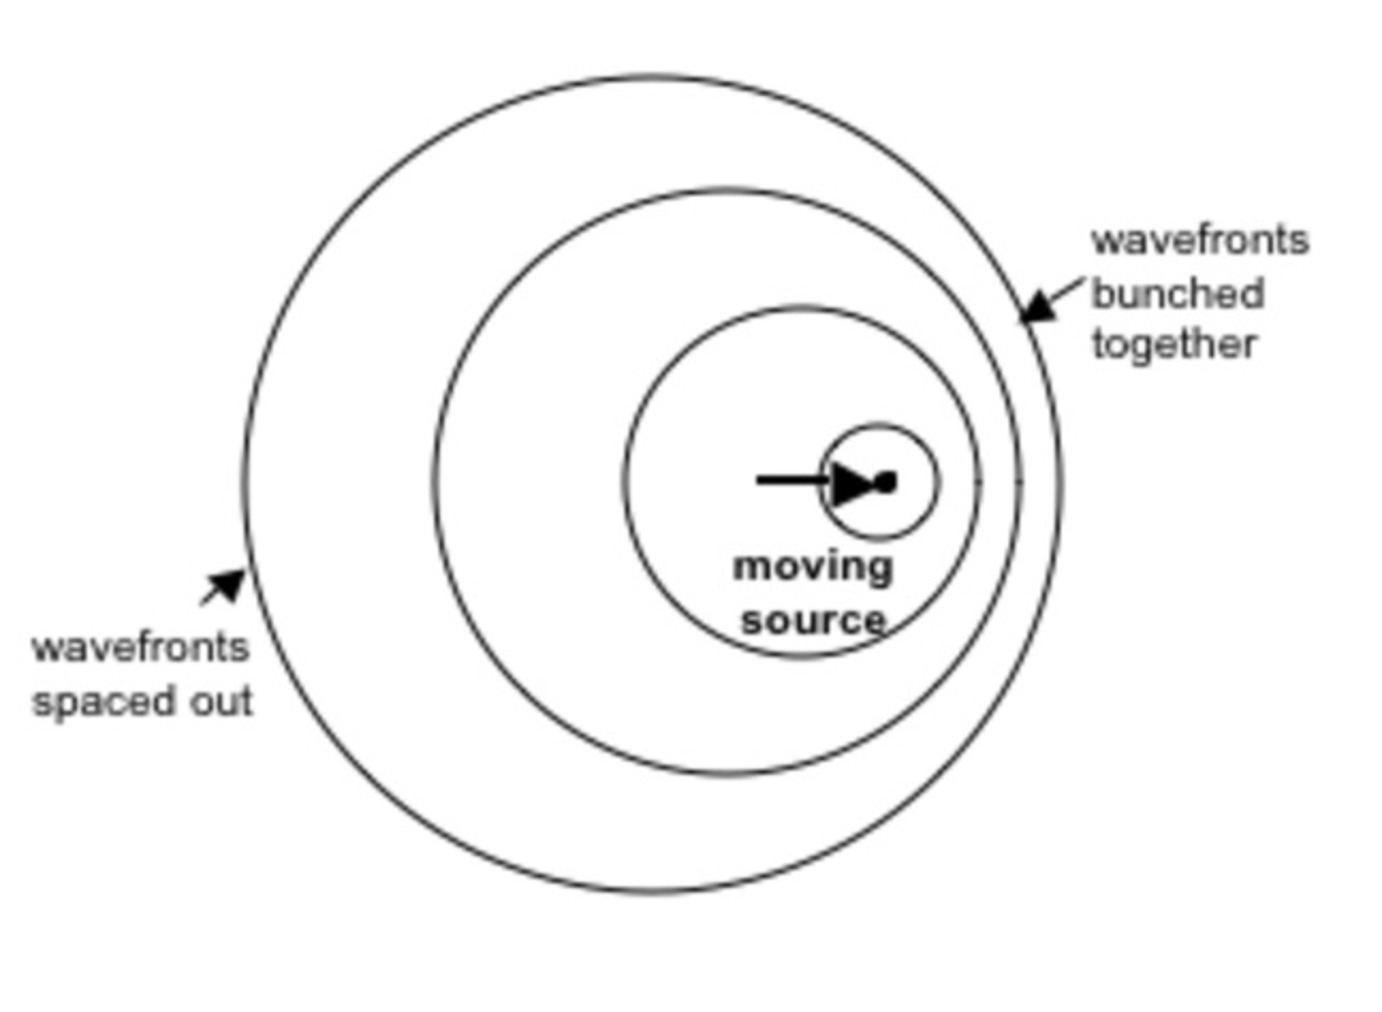 wavefronts
bunched
together
moving
source
wavefronts
spaced out